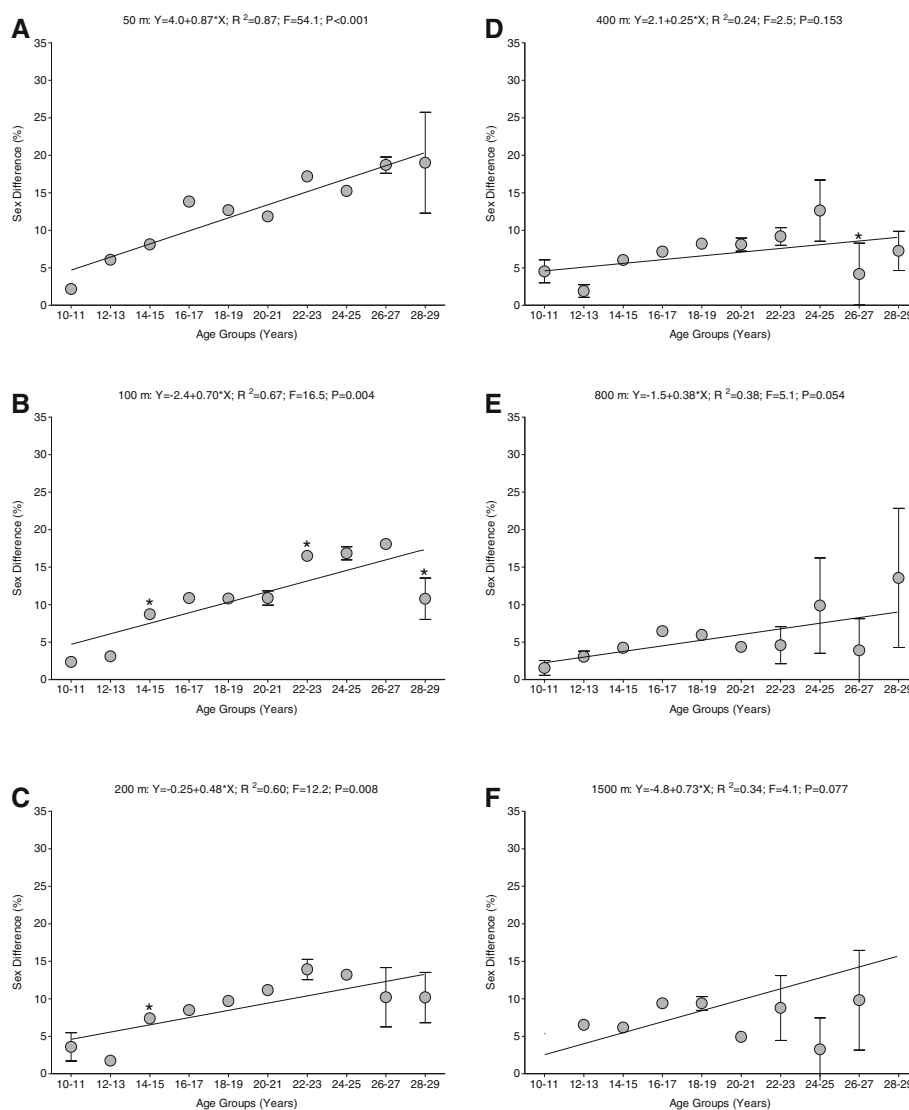 A
50 m: Y=4.0+0.87*X; R ²=0.87; F=54.1; P<0.001
Sex Difference (%)
35
30
25
20
15
10
5
0
10-11 12-13 14-15 16-17 18-19 20-21 22-23 24-25 26-27 28-29
Age Groups (Years)
B
100 m: Y=-2.4+0.70*X; R ²=0.67; F=16.5; P=0.004
Sex Difference (%)
35
30
25
20
15
10
5
0
*
*
*
10-11 12-13 14-15 16-17 18-19 20-21 22-23 24-25 26-27 28-29
Age Groups (Years)
C
200 m: Y=-0.25+0.48*X; R ²=0.60; F=12.2; P=0.008
Sex Difference (%)
35
30
25
20
15
10
5
0
*
10-11 12-13 14-15 16-17 18-19 20-21 22-23 24-25 26-27 28-29
Age Groups (Years)
D
400 m: Y=2.1+0.25*X; R ²=0.24; F=2.5; P=0.153
Sex Difference (%)
35
30
25
20
15
10
5
0
*
10-11 12-13 14-15 16-17 18-19 20-21 22-23 24-25 26-27 28-29
Age Groups (Years)
E
800 m: Y=-1.5+0.38*X; R ²=0.38; F=5.1; P=0.054
Sex Difference (%)
35
30
25
20
15
10
5
0
10-11 12-13 14-15 16-17 18-19 20-21 22-23 24-25 26-27 28-29
Age Groups (Years)
F
1500 m: Y=-4.8+0.73*X; R ²=0.34; F=4.1; P=0.077
Sex Difference (%)
35
30
25
20
15
10
5
0
10-11 12-13 14-15 16-17 18-19 20-21 22-23 24-25 26-27 28-29
Age Groups (Years)